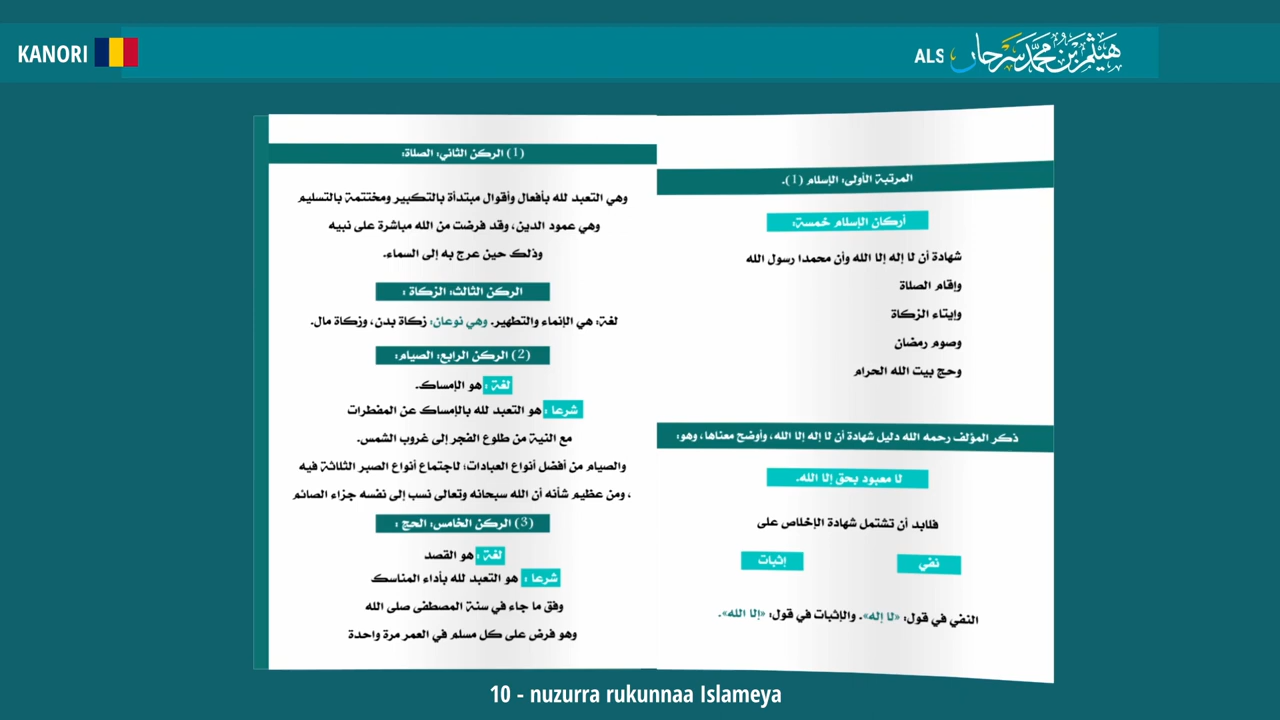 KANORI
ALS هيثم بن محمد سرحان
المرتبة الأولى: الإسلام (1).
أركان الإسلام خمسة:
شهادة أن لا إله إلا الله وأن محمدا رسول الله
وإقام الصلاة
وإيتاء الزكاة
وصوم رمضان
وحج بيت الله الحرام
ذكر المؤلف رحمه الله دليل شهادة أن لا إله إلا الله، وأوضح معناها، وهو:
لا معبود بحق إلا الله.
فلابد أن تشتمل شهادة الإخلاص على
نفي
إثبات
النفي في قول: «لا إله». والإثبات في قول: «إلا الله».
(1) الركن الثاني: الصلاة:
وهي التعبد لله بأفعال وأقوال مبتدأة بالتكبير ومختتمة بالتسليم
وهي عمود الدين، وقد فرضت من الله مباشرة على نبيه
وذلك حين عرج به إلى السماء.
الركن الثالث: الزكاة :
لغة: هي الإنماء والتطهير. وهي نوعان: زكاة بدن، وزكاة مال.
(2) الركن الرابع: الصيام:
لغة : هو الإمساك.
شرعا : هو التعبد لله بالإمساك عن المفطرات
مع النية من طلوع الفجر إلى غروب الشمس.
والصيام من أفضل أنواع العبادات؛ لاجتماع أنواع الصبر الثلاثة فيه
، ومن عظيم شأنه أن الله سبحانه وتعالى نسب إلى نفسه جزاء الصائم
(3) الركن الخامس: الحج :
لغة : هو القصد
شرعا : هو التعبد لله بأداء المناسك
وفق ما جاء في سنة المصطفى صلى الله
وهو فرض على كل مسلم في العمر مرة واحدة
10 - nuzurra rukunnaa Islameya